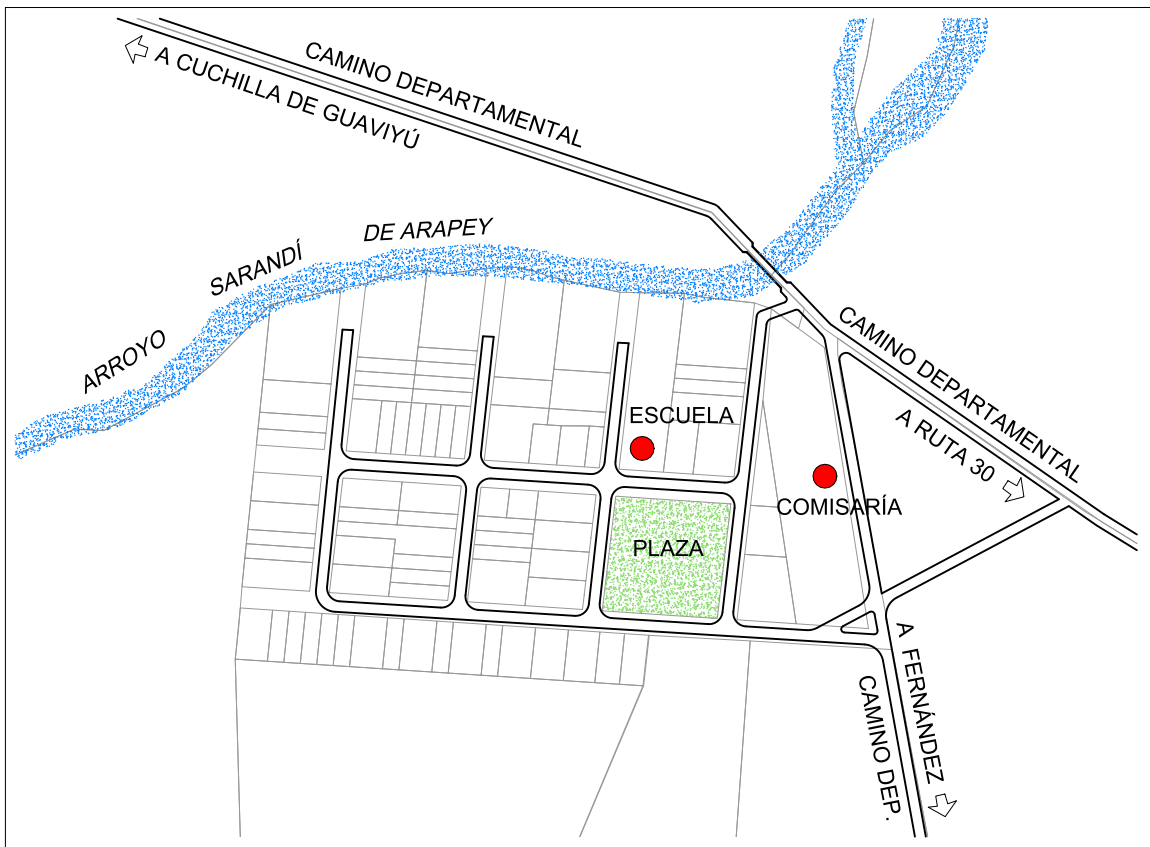 CAMINO DEPARTAMENTAL
A CUCHILLA DE GUAVIYÚ
ARROYO SARANDÍ DE ARAPEY
CAMINO DEPARTAMENTAL
A RUTA 30
ESCUELA
COMISARÍA
PLAZA
A FERNÁNDEZ
CAMINO DEP.